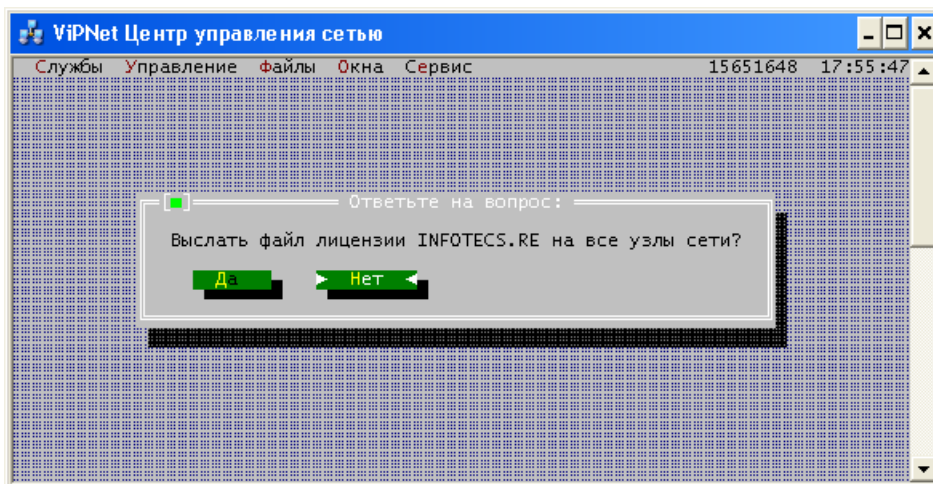 ViPNet Центр управления сетью
Службы Управление Файлы Окна Сервис 15651648 17:55:47
Ответьте на вопрос:
Выслать файл лицензии INFOTECS.RE на все узлы сети?
Да Нет